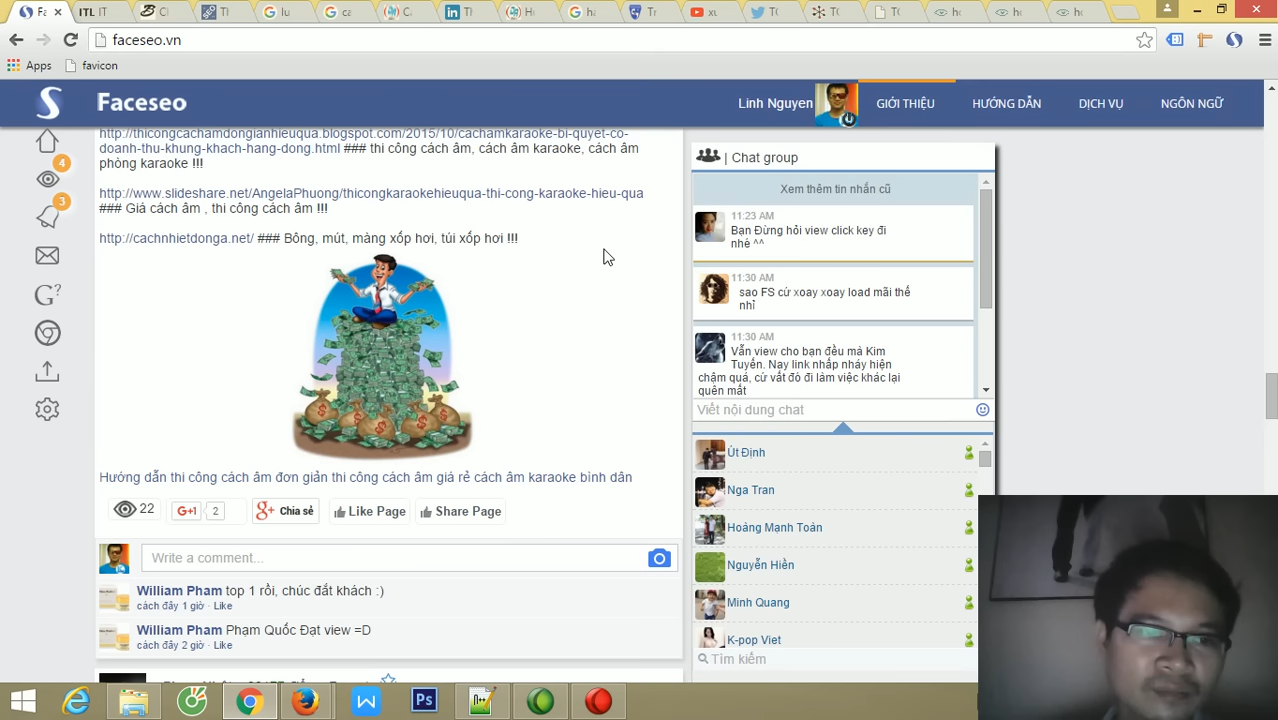 ITL IT
faceseo.vn
Apps
favicon
Faceseo
Linh Nguyen
GIỚI THIỆU
HƯỚNG DẪN
DỊCH VỤ
NGÔN NGỮ
http://thicongcachamdongianhieuqua.blogspot.com/2015/10/cachamkaraoke-bi-quyet-co-
doanh-thu-khung-khach-hang-dong.html ### thi công cách âm, cách âm karaoke, cách âm
phòng karaoke !!!
http://www.slideshare.net/AngelaPhuong/thicongkaraokehieuqua-thi-cong-karaoke-hieu-qua
### Giá cách âm , thi công cách âm !!!
http://cachnhietdonga.net/ ### Bông, mút, màng xốp hơi, túi xốp hơi !!!
Hướng dẫn thi công cách âm đơn giản thi công cách âm giá rẻ cách âm karaoke bình dân
22
G+1
2
Chia sẻ
Like Page
Share Page
Write a comment...
William Pham top 1 rồi, chúc đắt khách :)
cách đây 1 giờ · Like
William Pham Phạm Quốc Đạt view =D
cách đây 2 giờ · Like
4
3
G?
| Chat group
Xem thêm tin nhắn cũ
11:23 AM
Bạn Đừng hỏi view click key đi
nhé ^^
11:30 AM
sao FS cứ xoay xoay load mãi thế
nhỉ
11:30 AM
Vẫn view cho bạn đều mà Kim
Tuyến. Nay link nhấp nháy hiện
chậm quá, cứ vất đó đi làm việc khác lại
quên mất
Viết nội dung chat
Út Định
Nga Tran
Hoàng Mạnh Toán
Nguyễn Hiền
Minh Quang
K-pop Viet
Tìm kiếm
Ps